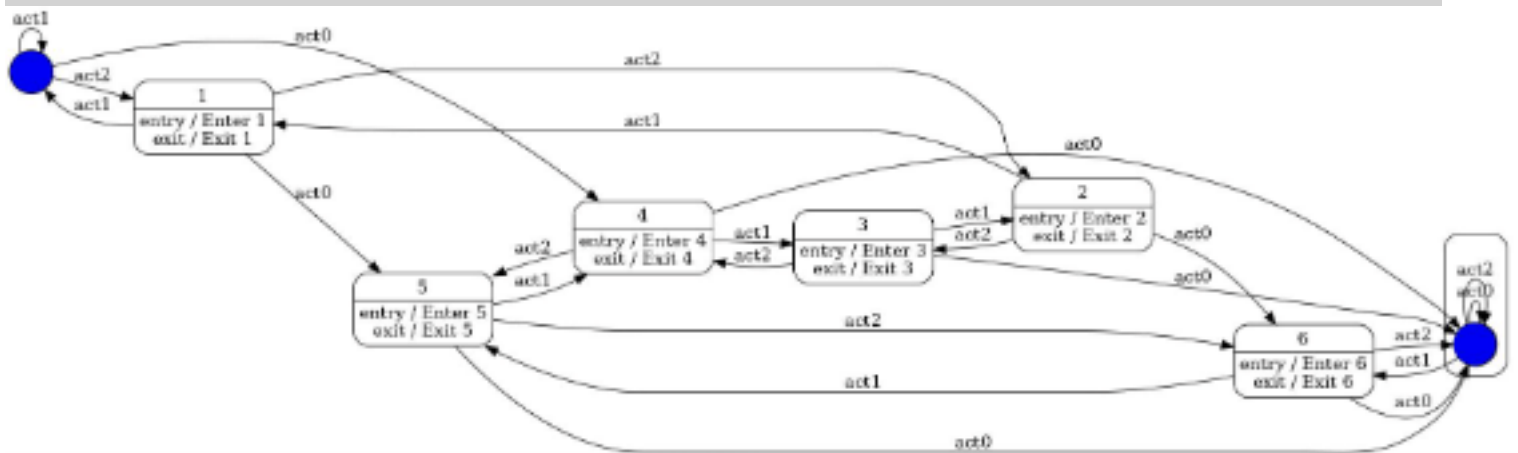 act1
act0
act2
act1
1
entry / Enter 1
exit / Exit 1
act2
act1
act0
act0
4
entry / Enter 4
exit / Exit 4
act1
act2
3
entry / Enter 3
exit / Exit 3
act1
act2
2
entry / Enter 2
exit / Exit 2
act0
act0
act2
act1
5
entry / Enter 5
exit / Exit 5
act2
act1
act0
6
entry / Enter 6
exit / Exit 6
act2
act1
act0
act2
act0